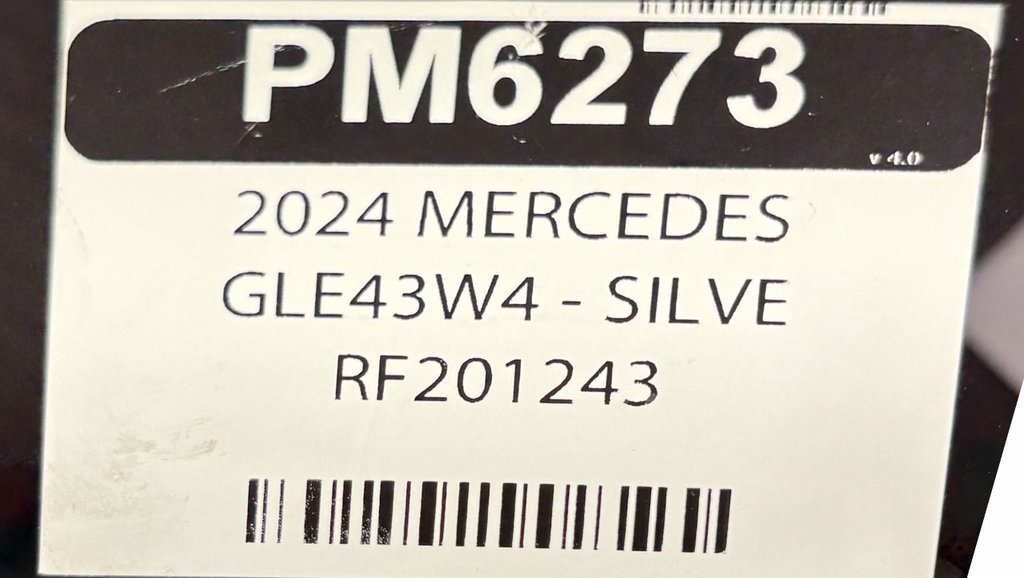 PM6273
v 4.0
2024 MERCEDES
GLE43W4 - SILVE
RF201243